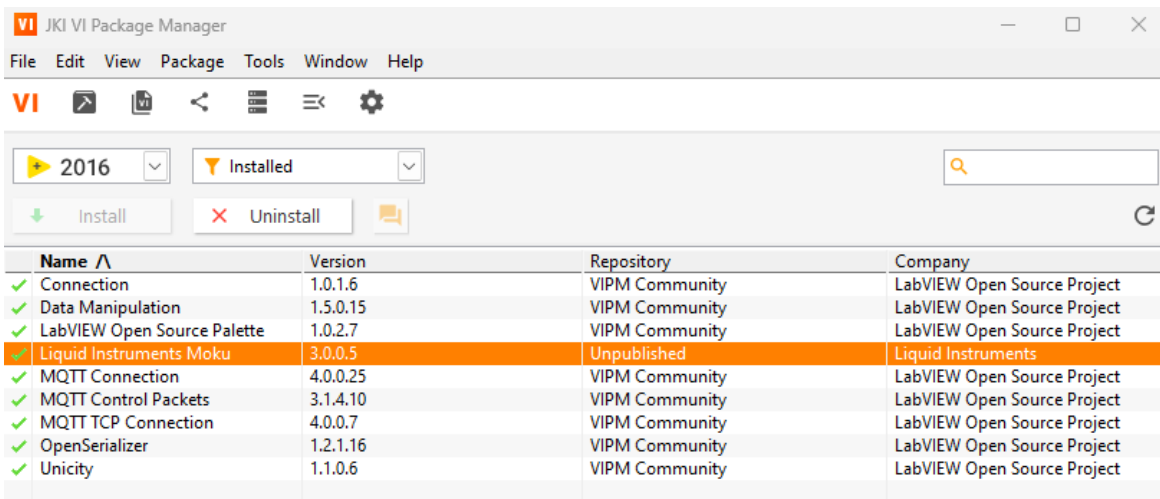 VI JKI VI Package Manager
File Edit View Package Tools Window Help
VI
2016 Installed
Install Uninstall
Name /\ Version Repository Company
Connection 1.0.1.6 VIPM Community LabVIEW Open Source Project
Data Manipulation 1.5.0.15 VIPM Community LabVIEW Open Source Project
LabVIEW Open Source Palette 1.0.2.7 VIPM Community LabVIEW Open Source Project
Liquid Instruments Moku 3.0.0.5 Unpublished Liquid Instruments
MQTT Connection 4.0.0.25 VIPM Community LabVIEW Open Source Project
MQTT Control Packets 3.1.4.10 VIPM Community LabVIEW Open Source Project
MQTT TCP Connection 4.0.0.7 VIPM Community LabVIEW Open Source Project
OpenSerializer 1.2.1.16 VIPM Community LabVIEW Open Source Project
Unicity 1.1.0.6 VIPM Community LabVIEW Open Source Project